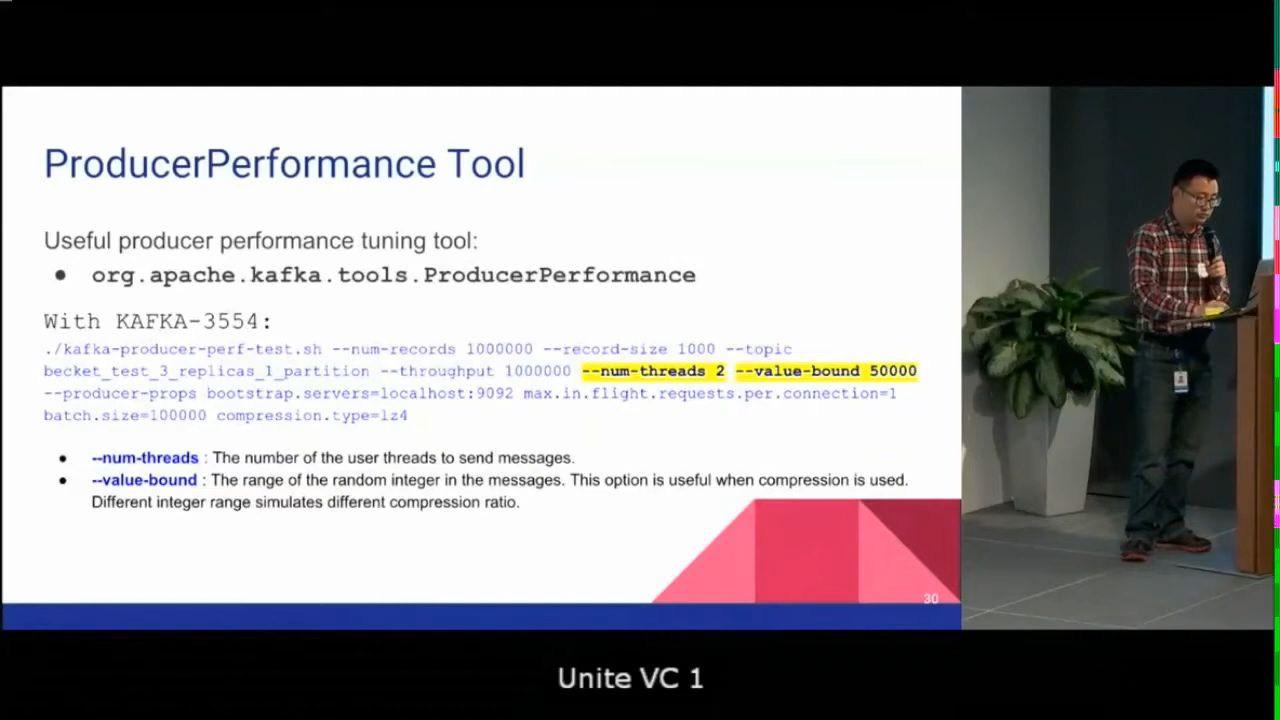 ProducerPerformance Tool
Useful producer performance tuning tool:
● org.apache.kafka.tools.ProducerPerformance
With KAFKA-3554:
./kafka-producer-perf-test.sh --num-records 1000000 --record-size 1000 --topic
becket_test_3_replicas_1_partition --throughput 1000000 --num-threads 2 --value-bound 50000
--producer-props bootstrap.servers=localhost:9092 max.in.flight.requests.per.connection=1
batch.size=100000 compression.type=lz4
● --num-threads : The number of the user threads to send messages.
● --value-bound : The range of the random integer in the messages. This option is useful when compression is used.
Different integer range simulates different compression ratio.
30
Unite VC 1